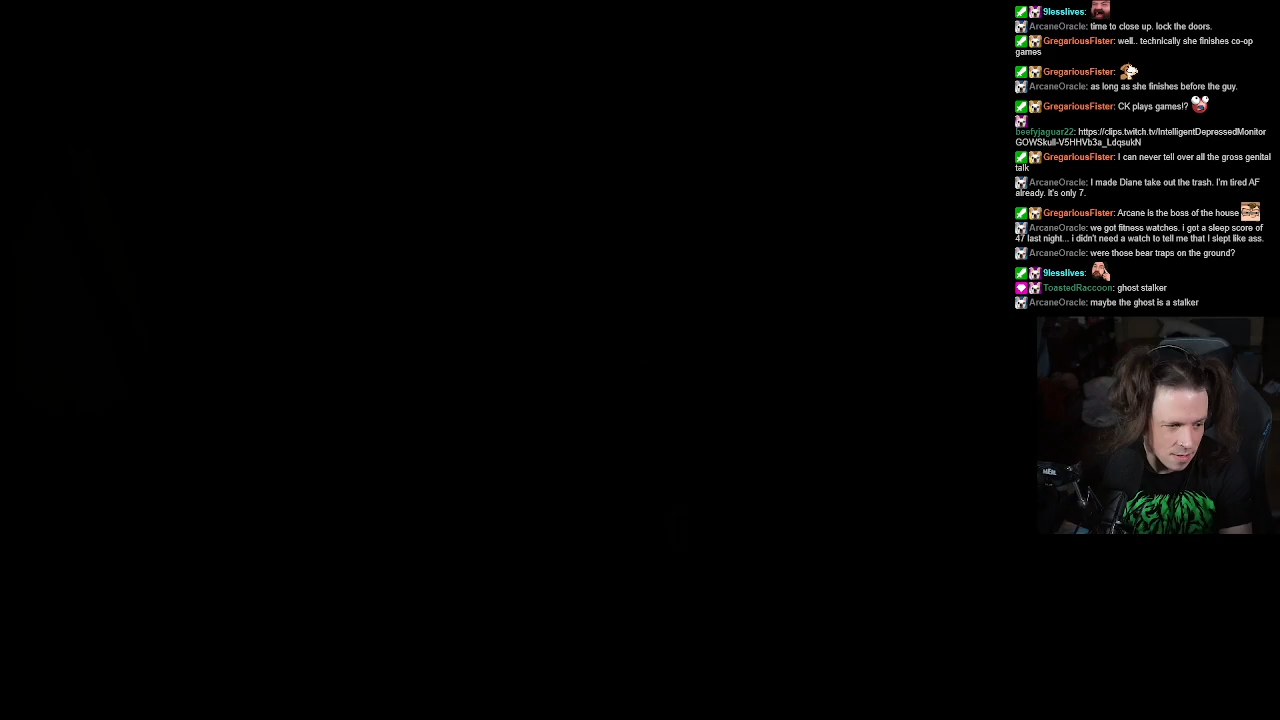 9lesslives:
ArcaneOracle: time to close up. lock the doors.
GregariousFister: well.. technically she finishes co-op
games
GregariousFister:
ArcaneOracle: as long as she finishes before the guy.
GregariousFister: CK plays games!?
beefyjaguar22: https://clips.twitch.tv/IntelligentDepressedMonitor
GOWSkull-V5HHVb3a_LdqsukN
GregariousFister: I can never tell over all the gross genital
talk
ArcaneOracle: I made Diane take out the trash. I'm tired AF
already. It's only 7.
GregariousFister: Arcane is the boss of the house
ArcaneOracle: we got fitness watches. i got a sleep score of
47 last night... i didn't need a watch to tell me that I slept like ass.
ArcaneOracle: were those bear traps on the ground?
9lesslives:
ToastedRaccoon: ghost stalker
ArcaneOracle: maybe the ghost is a stalker